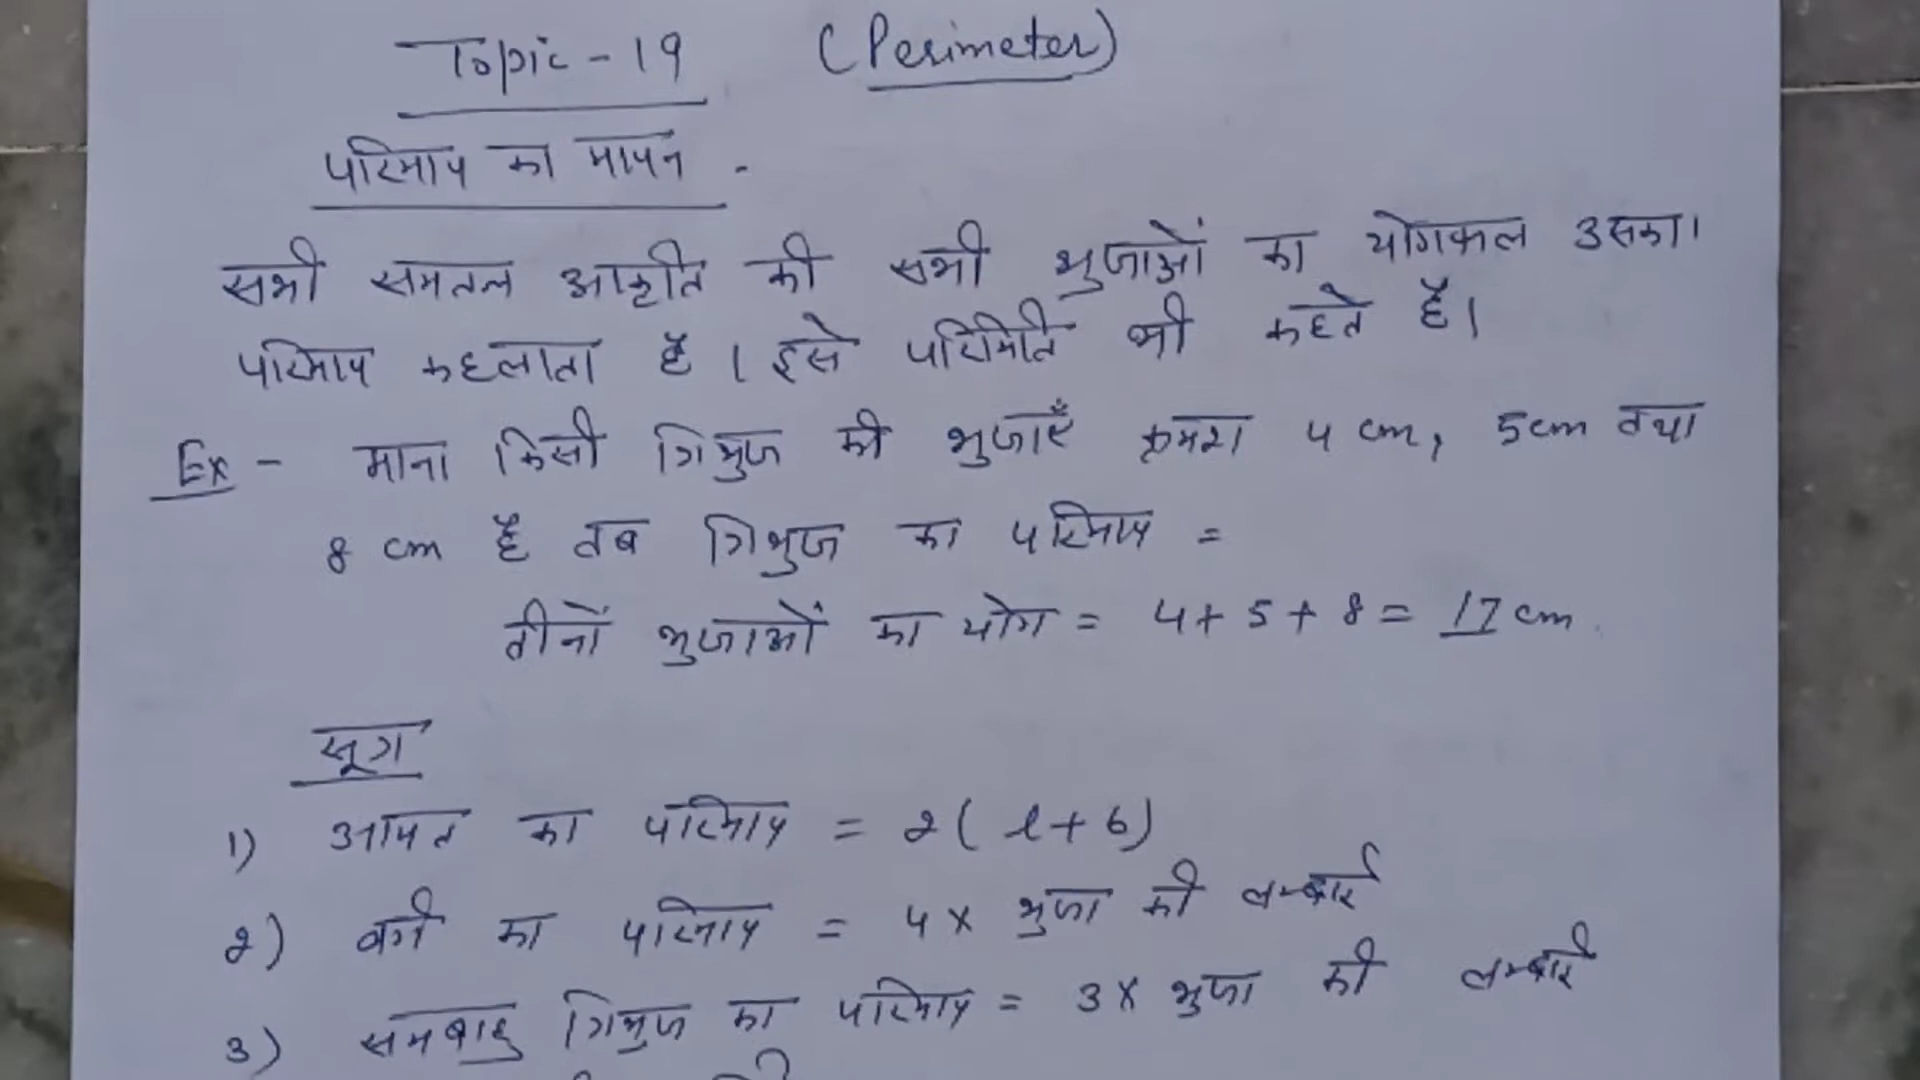 Topic - 19 (Perimeter)
परिमाप का मापन -
सभी समतल आकृति की सभी भुजाओं का योगफल उसका।
परिमाप कहलाता है । इसे परिमिति भी कहते है।
Ex - माना किसी त्रिभुज की भुजाएँ क्रमश 4 cm, 5cm तथा
8 cm है तब त्रिभुज का परिमाप =
तीनों भुजाओं का योग = 4+ 5 + 8 = 17 cm.
सूत्र
1) आयत का परिमाप = 2( l + b)
2) वर्ग का परिमाप = 4 x भुजा की लम्बाई
3) समबाहु त्रिभुज का परिमाप = 3 x भुजा की लम्बाई